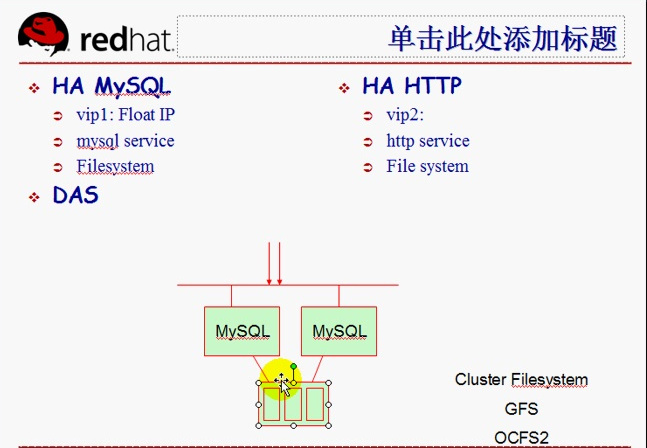 redhat.
单击此处添加标题
HA MySQL
vip1: Float IP
mysql service
Filesystem
DAS
HA HTTP
vip2:
http service
File system
MySQL
MySQL
Cluster Filesystem
GFS
OCFS2